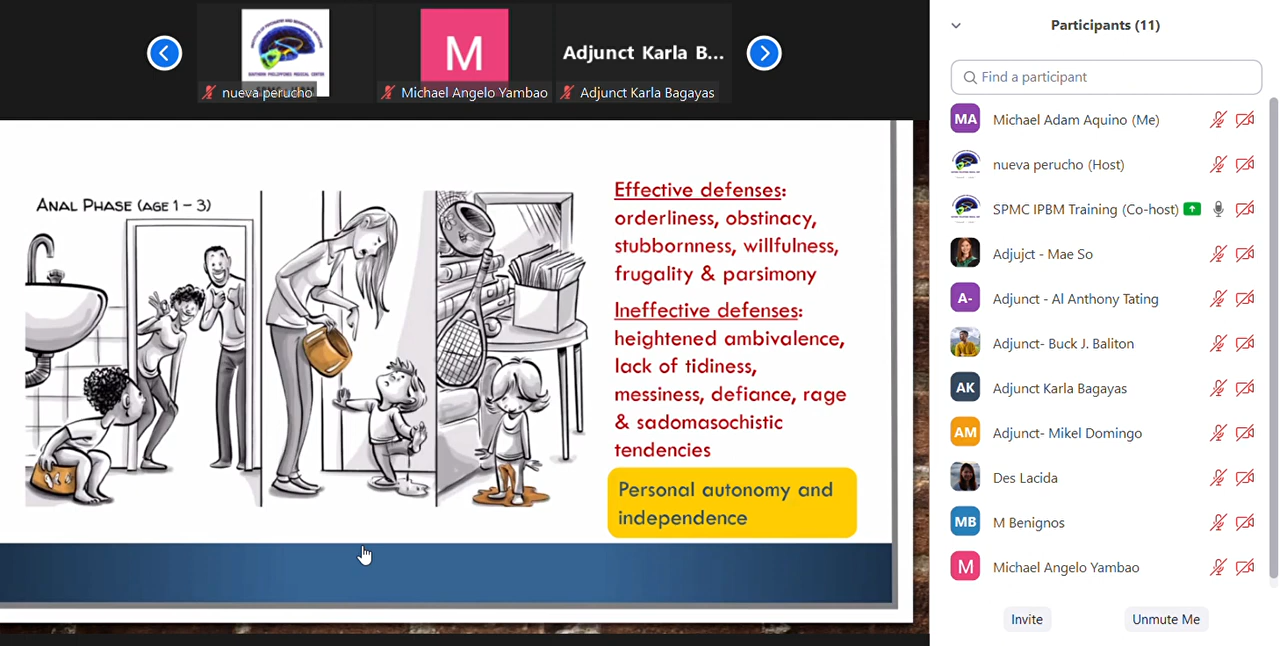 M
Adjunct Karla B...
nueva perucho
Michael Angelo Yambao
Adjunct Karla Bagayas
ANAL PHASE (AGE 1 – 3)
Effective defenses:
orderliness, obstinacy,
stubbornness, willfulness,
frugality & parsimony
Ineffective defenses:
heightened ambivalence,
lack of tidiness,
messiness, defiance, rage
& sadomasochistic
tendencies
Personal autonomy and
independence
Participants (11)
Find a participant
MA Michael Adam Aquino (Me)
nueva perucho (Host)
SPMC IPBM Training (Co-host)
Adjujct - Mae So
A- Adjunct - Al Anthony Tating
Adjunct- Buck J. Baliton
AK Adjunct Karla Bagayas
AM Adjunct- Mikel Domingo
Des Lacida
MB M Benignos
M Michael Angelo Yambao
Invite Unmute Me